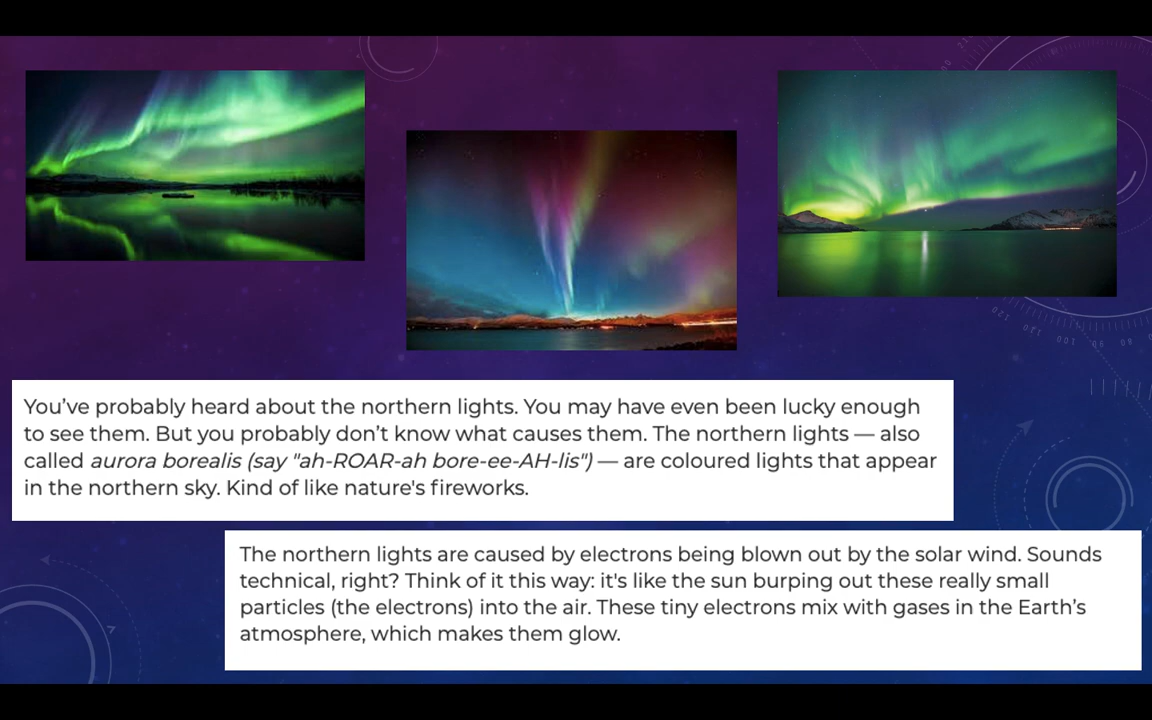 You’ve probably heard about the northern lights. You may have even been lucky enough
to see them. But you probably don’t know what causes them. The northern lights — also
called aurora borealis (say "ah-ROAR-ah bore-ee-AH-lis") — are coloured lights that appear
in the northern sky. Kind of like nature's fireworks.
The northern lights are caused by electrons being blown out by the solar wind. Sounds
technical, right? Think of it this way: it's like the sun burping out these really small
particles (the electrons) into the air. These tiny electrons mix with gases in the Earth’s
atmosphere, which makes them glow.